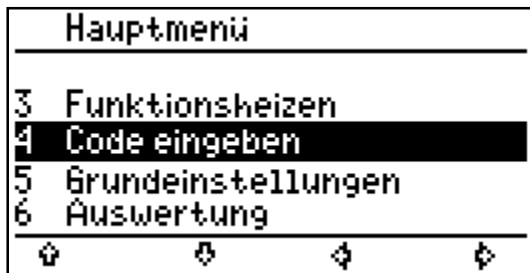 Hauptmenü
3 Funktionsheizen
4 Code eingeben
5 Grundeinstellungen
6 Auswertung